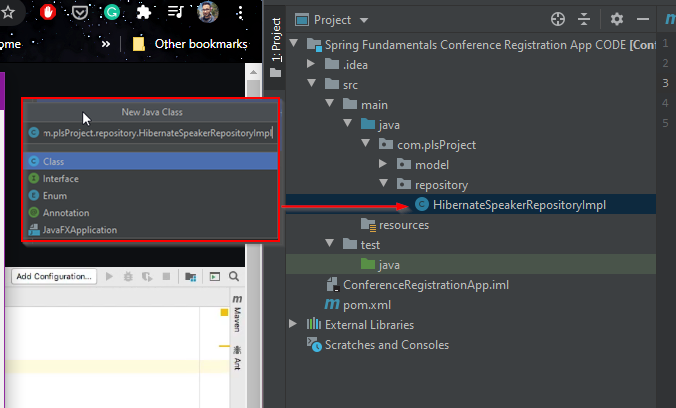 ome
»
Other bookmarks
New Java Class
m.plsProject.repository.HibernateSpeakerRepositoryImpl
Class
Interface
Enum
Annotation
JavaFXApplication
Add Configuration...
Maven
Ant
1: Project
Project
Spring Fundamentals Conference Registration App CODE [Con
.idea
src
main
java
com.plsProject
model
repository
HibernateSpeakerRepositoryImpl
resources
test
java
ConferenceRegistrationApp.iml
pom.xml
External Libraries
Scratches and Consoles
1
2
3
4
5